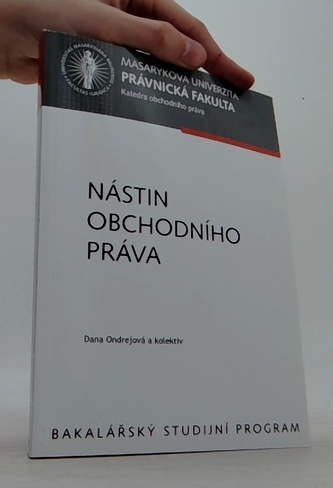 MASARYKOVA UNIVERZITA
PRÁVNICKÁ FAKULTA
Katedra obchodního práva
NÁSTIN
OBCHODNÍHO
PRÁVA
Dana Ondrejová a kolektiv
BAKALÁŘSKÝ STUDIJNÍ PROGRAM